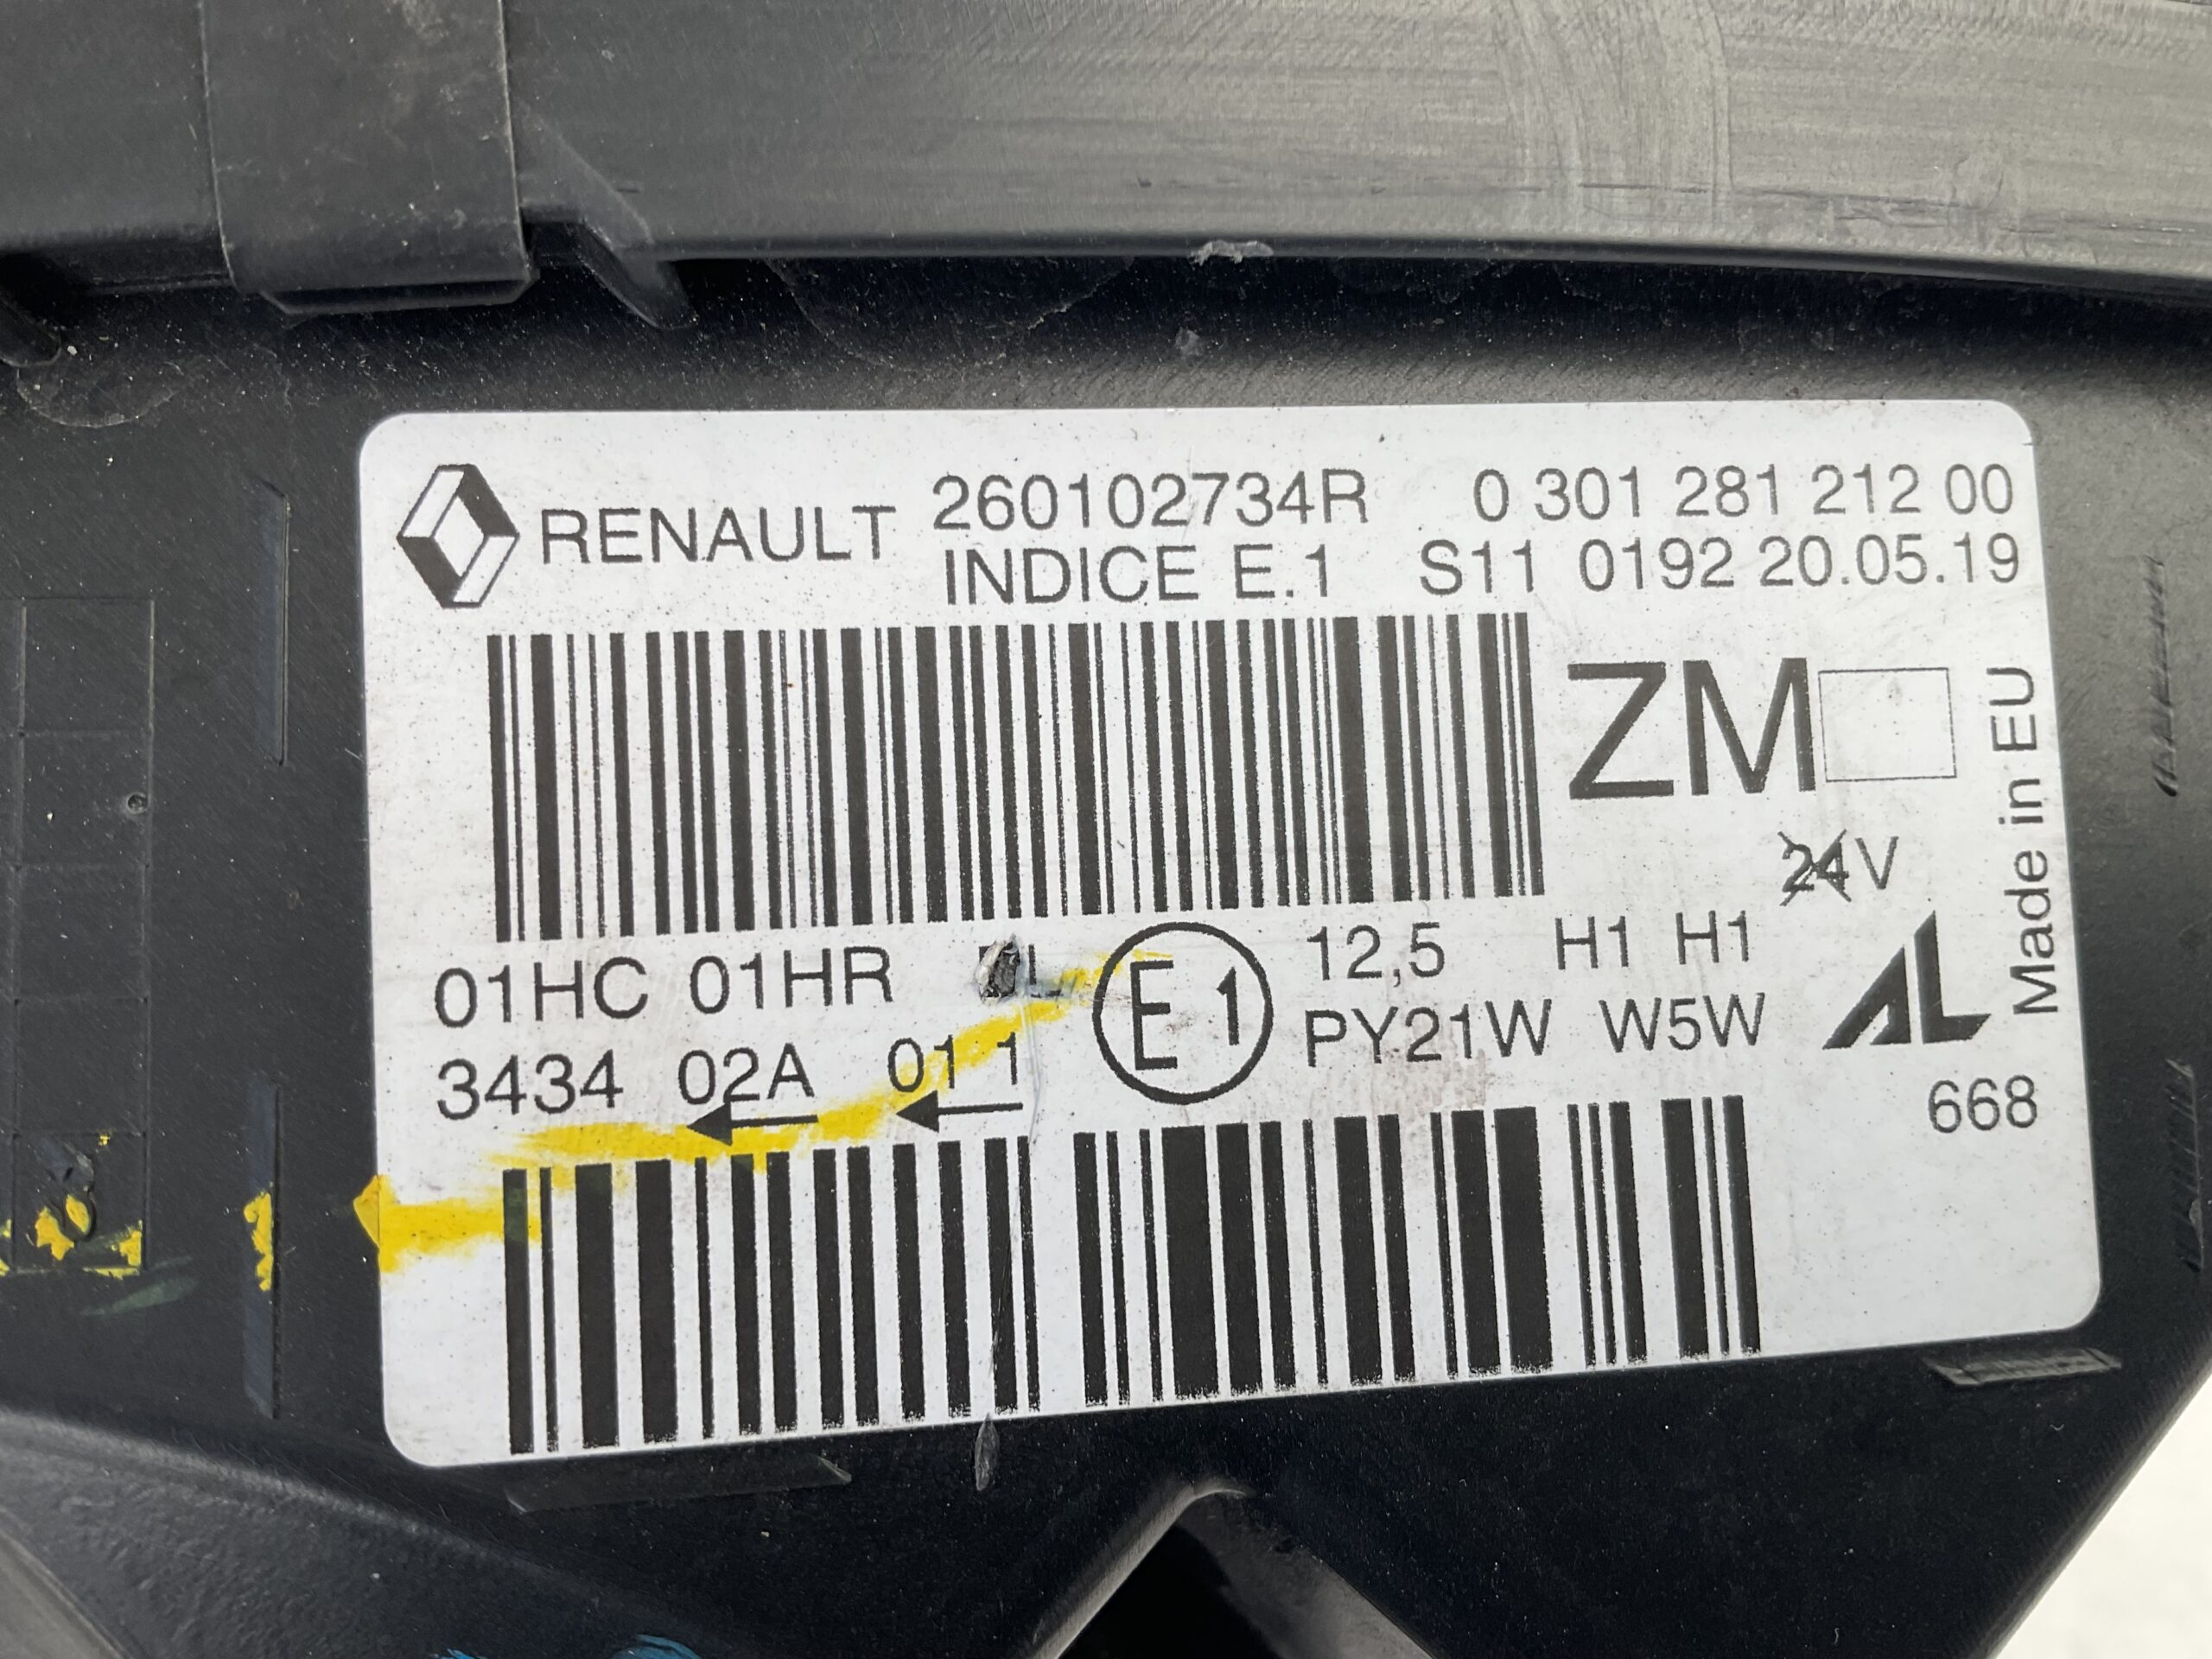 RENAULT 260102734R 0 301 281 212 00
INDICE E.1 S11 0192 20.05.19
ZM
Made in EU
24V
01HC 01HR E1 12,5 H1 H1
3434 02A 01 1 PY21W W5W
AL
668